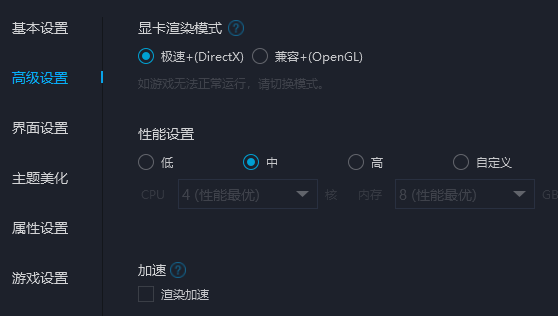 基本设置
高级设置
界面设置
主题美化
属性设置
游戏设置
显卡渲染模式 ?
极速+(DirectX) 兼容+(OpenGL)
如游戏无法正常运行，请切换模式。
性能设置
低 中 高 自定义
CPU 4 (性能最优) 核 内存 8 (性能最优) GB
加速 ?
渲染加速